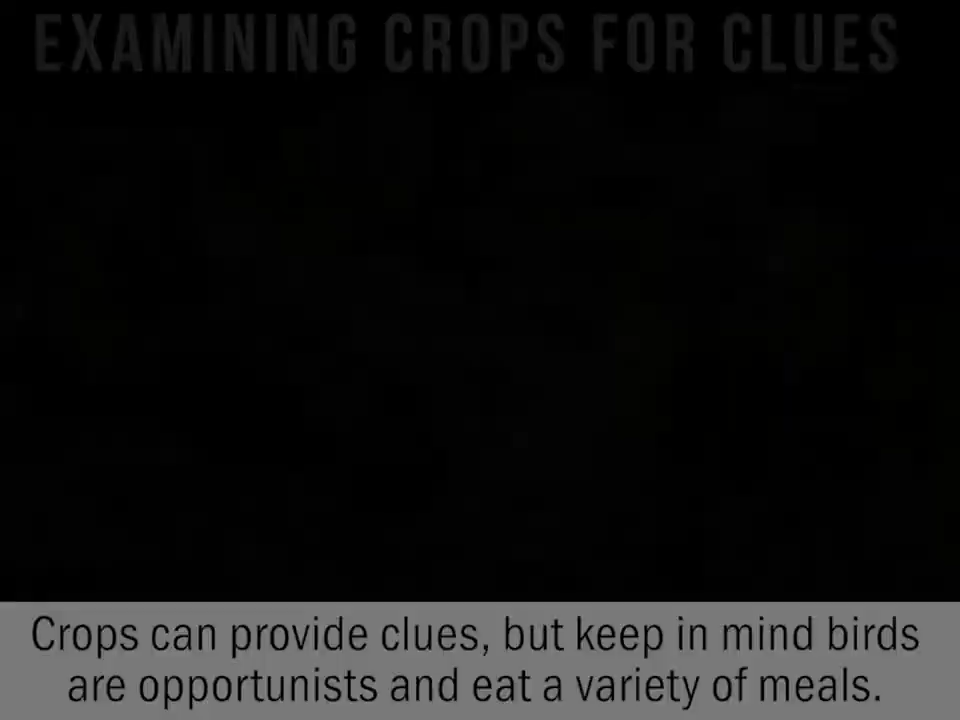 EXAMINING CROPS FOR CLUES
Crops can provide clues, but keep in mind birds
are opportunists and eat a variety of meals.